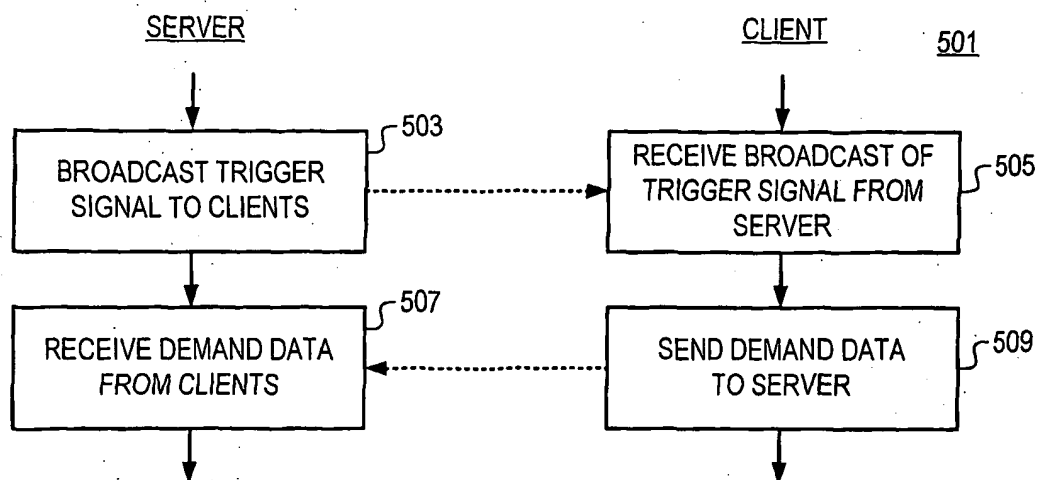 SERVER
CLIENT
501
503
BROADCAST TRIGGER
SIGNAL TO CLIENTS
RECEIVE BROADCAST OF
TRIGGER SIGNAL FROM
SERVER
505
507
RECEIVE DEMAND DATA
FROM CLIENTS
SEND DEMAND DATA
TO SERVER
509